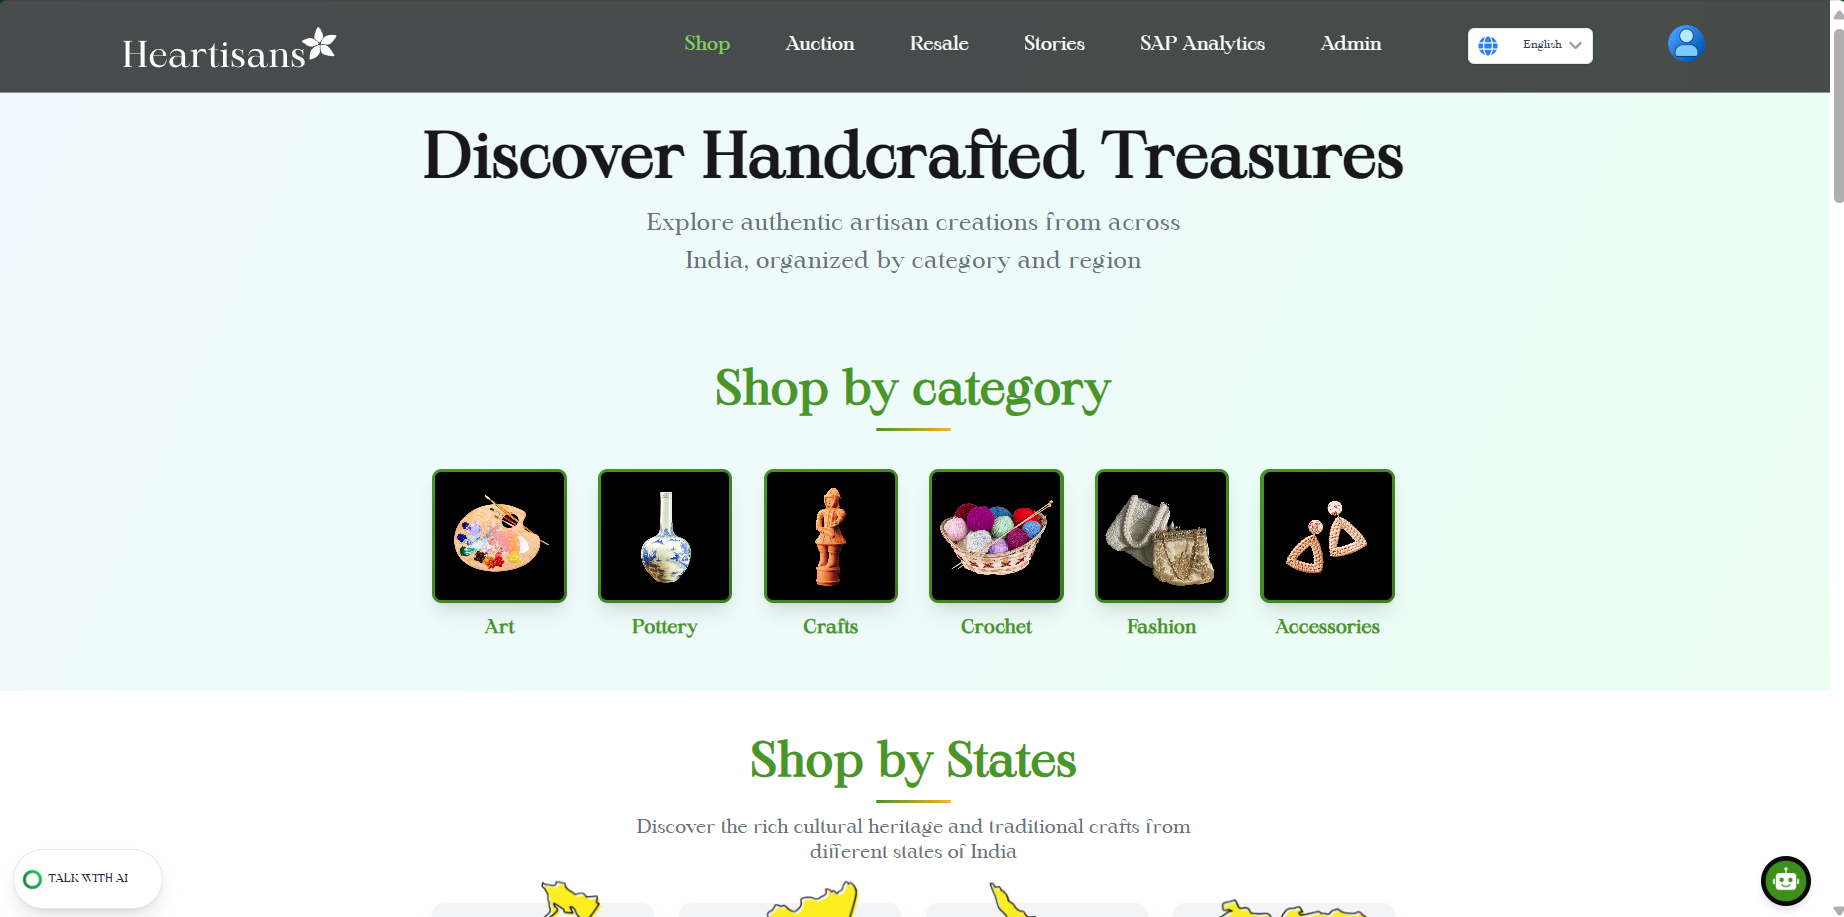 Heartisans
Shop
Auction
Resale
Stories
SAP Analytics
Admin
English
Discover Handcrafted Treasures
Explore authentic artisan creations from across
India, organized by category and region
Shop by category
Art
Pottery
Crafts
Crochet
Fashion
Accessories
Shop by States
Discover the rich cultural heritage and traditional crafts from
different states of India
TALK WITH AI